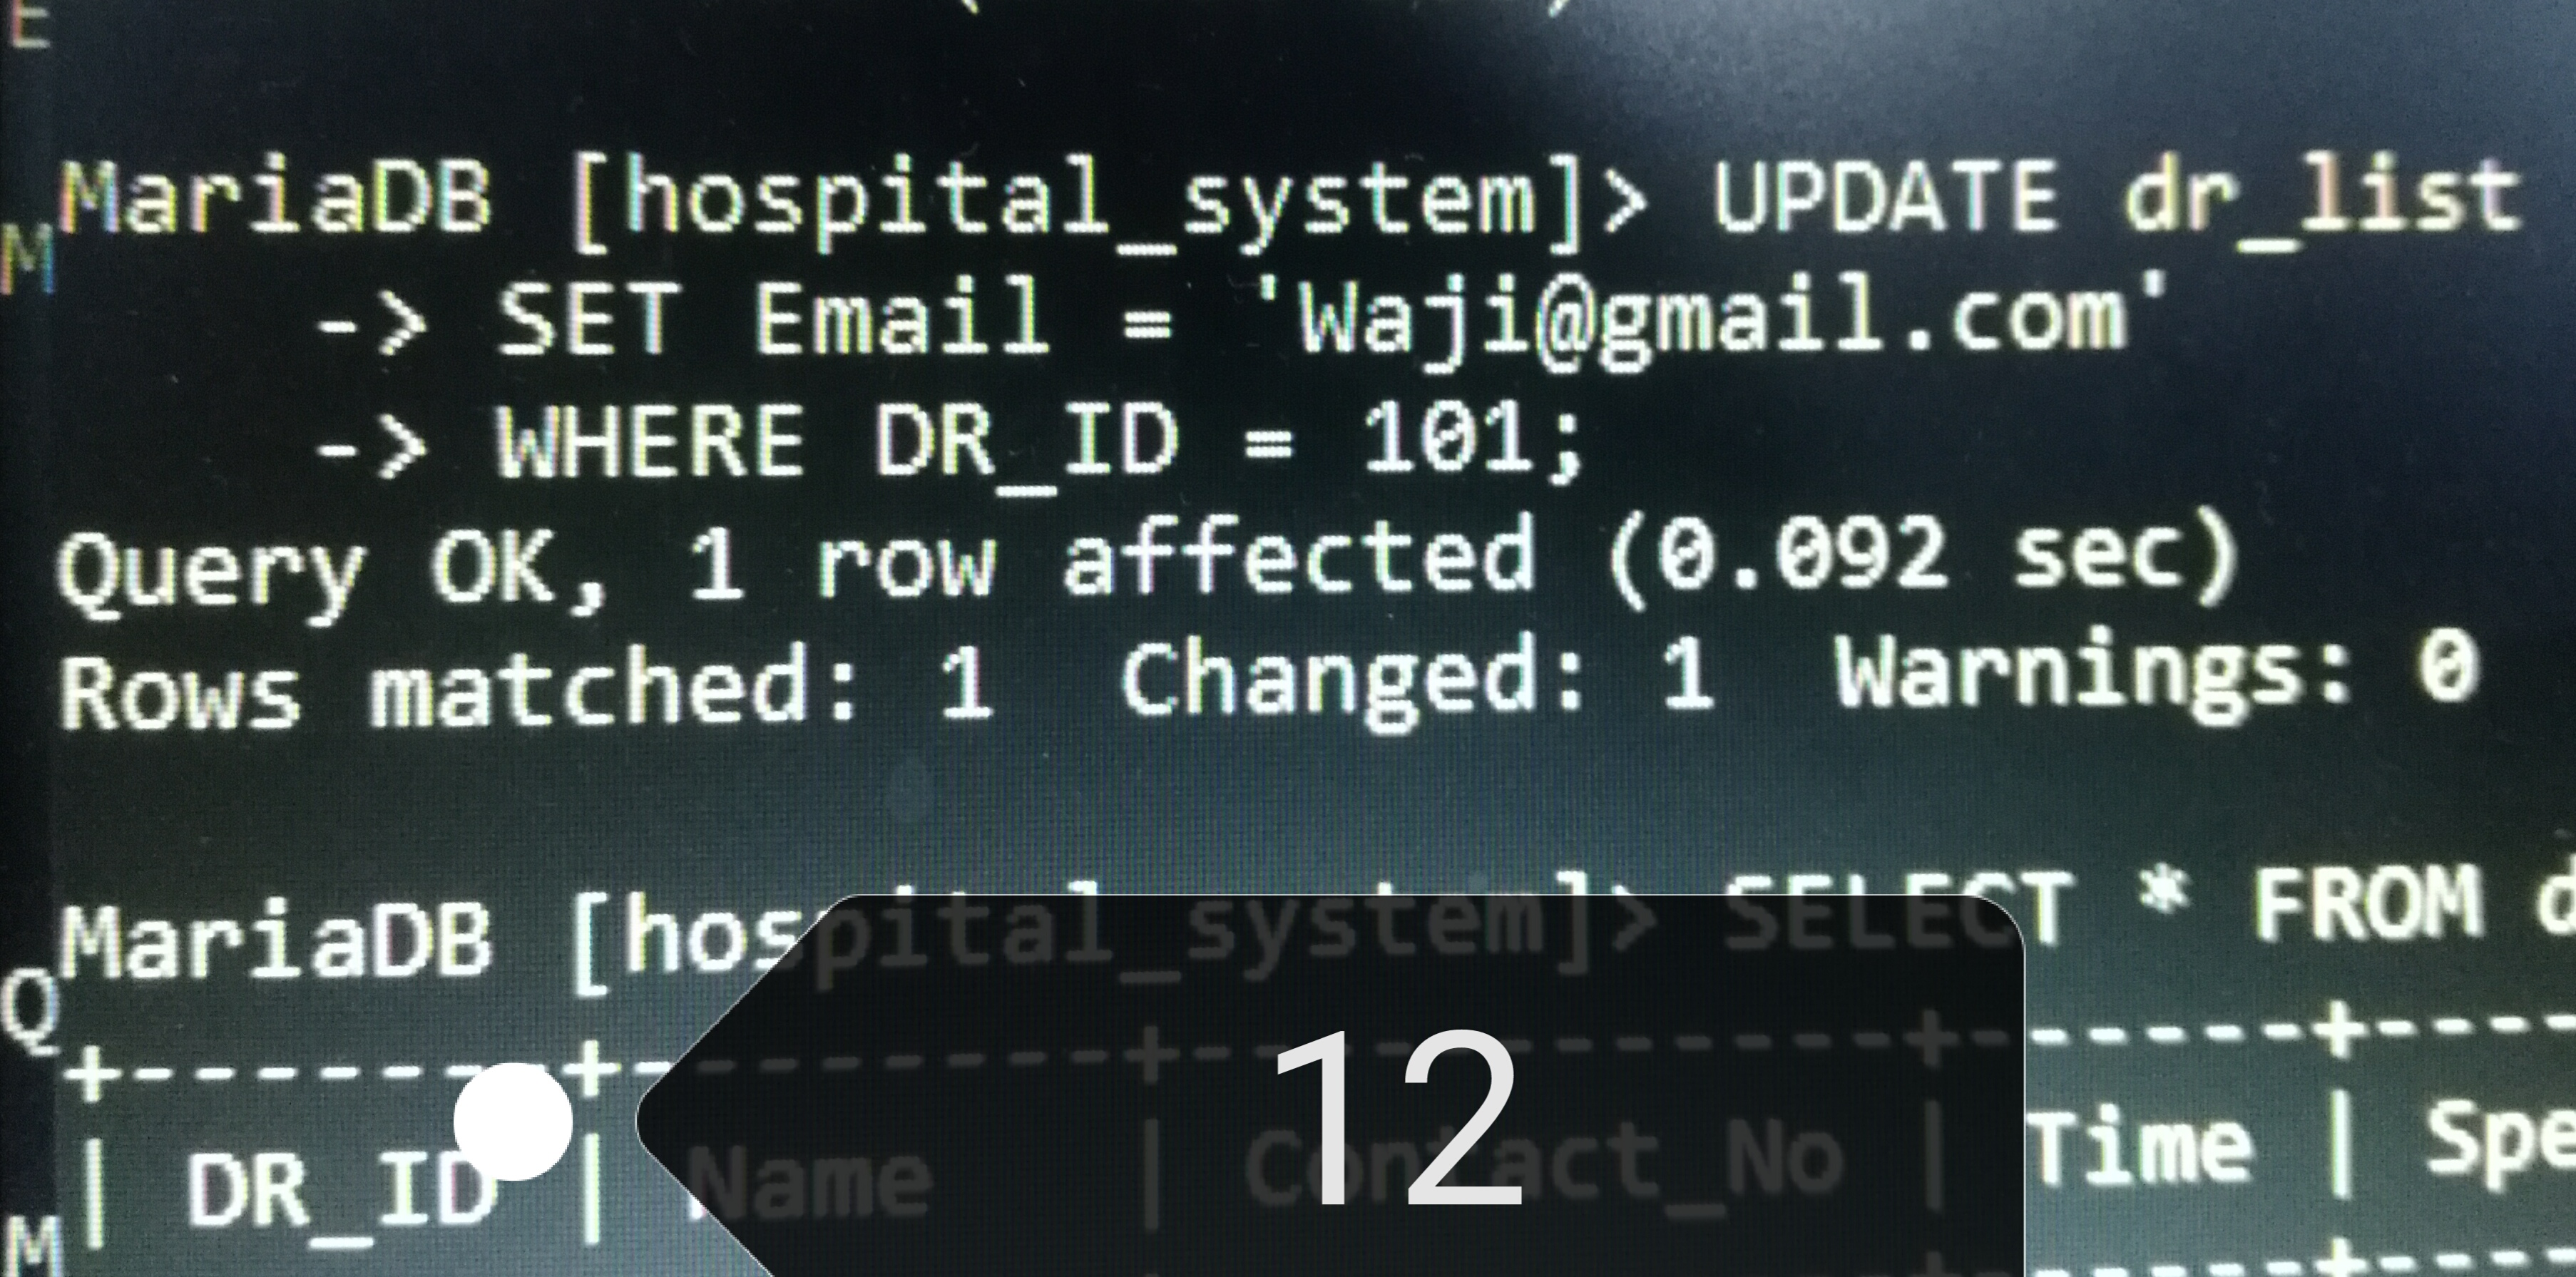 E
MariaDB [hospital_system]> UPDATE dr_list
M
    -> SET Email = 'Waji@gmail.com'
    -> WHERE DR_ID = 101;
Query OK, 1 row affected (0.092 sec)
Rows matched: 1  Changed: 1  Warnings: 0
MariaDB [hospital_system]> SELECT * FROM d
Q
+--------+---------+------------+------+----
12
| DR_ID | Name | Contact_No | Time | Spe
M